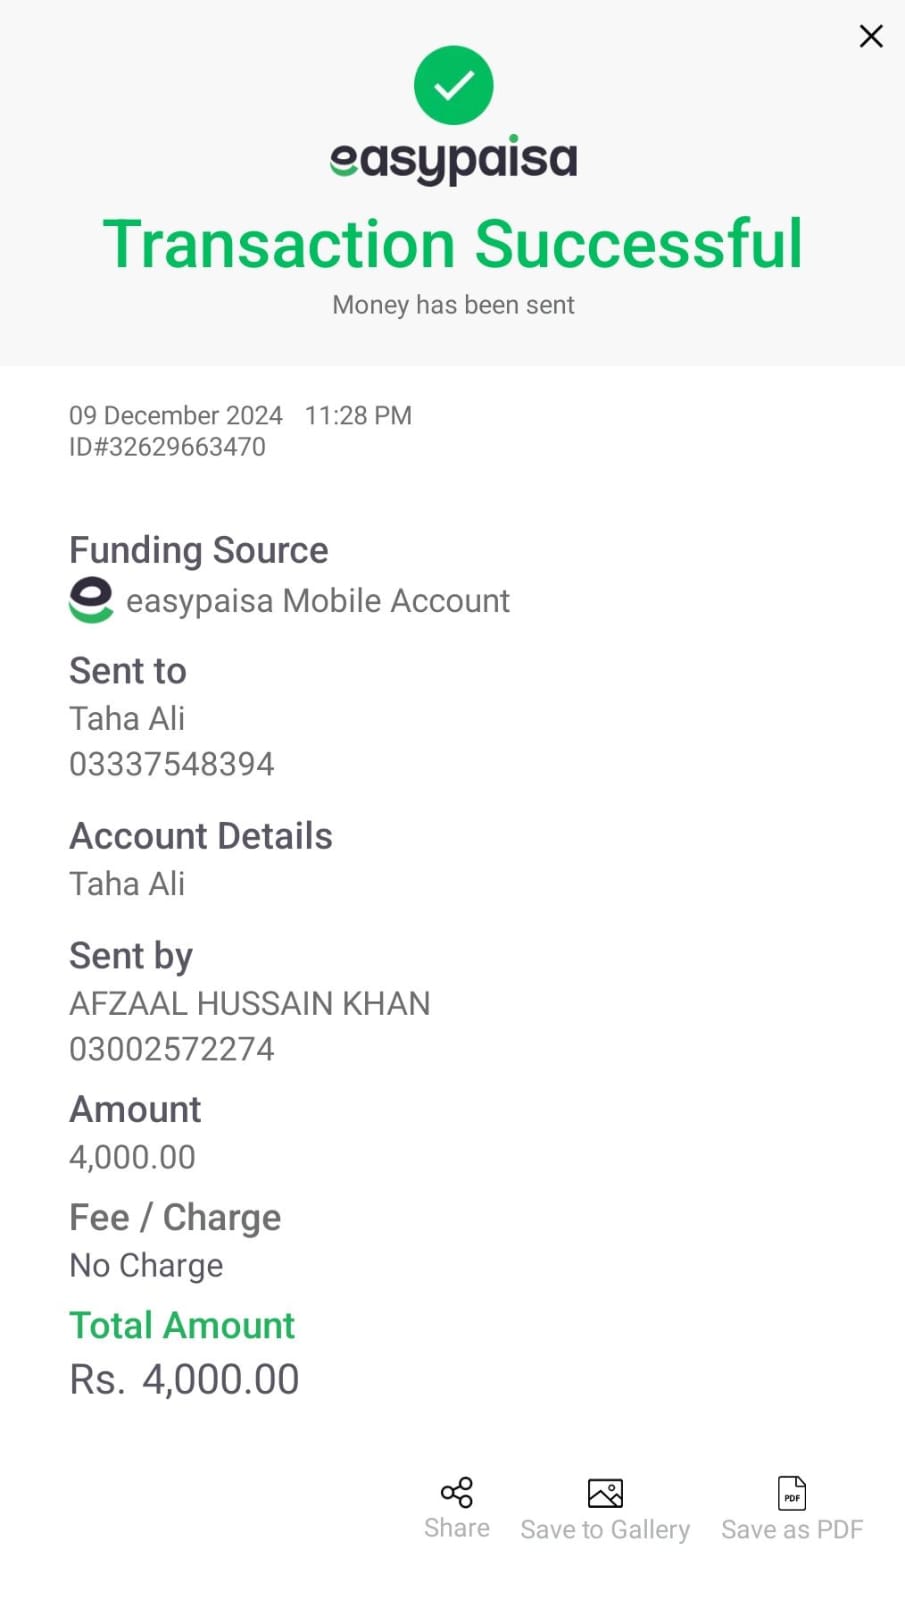 easypaisa
Transaction Successful
Money has been sent
09 December 2024 11:28 PM
ID#32629663470
Funding Source
easypaisa Mobile Account
Sent to
Taha Ali
03337548394
Account Details
Taha Ali
Sent by
AFZAAL HUSSAIN KHAN
03002572274
Amount
4,000.00
Fee / Charge
No Charge
Total Amount
Rs. 4,000.00
PDF
Share Save to Gallery Save as PDF